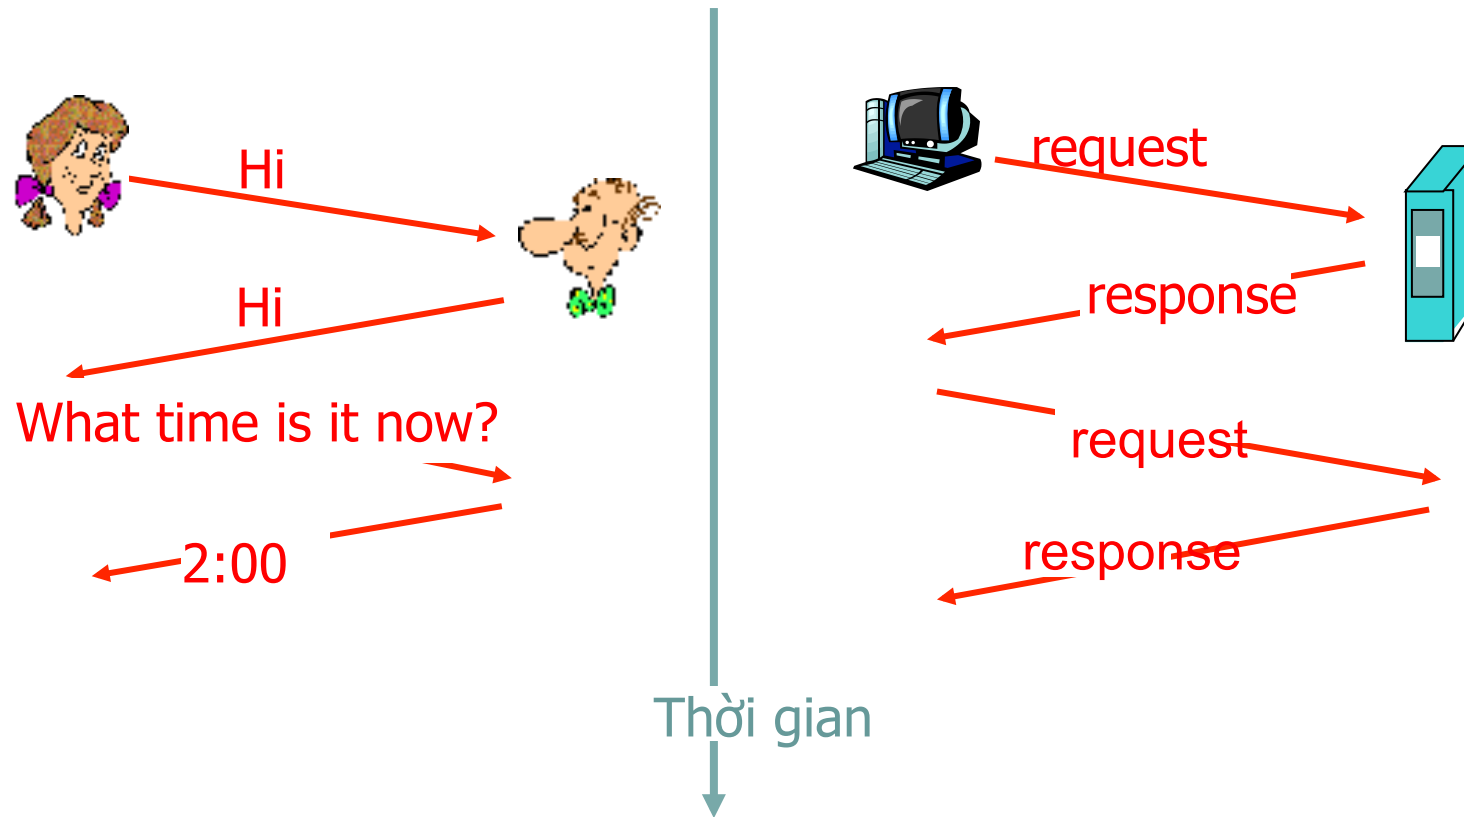 Hi
Hi
What time is it now?
2:00
request
response
request
response
Thời gian